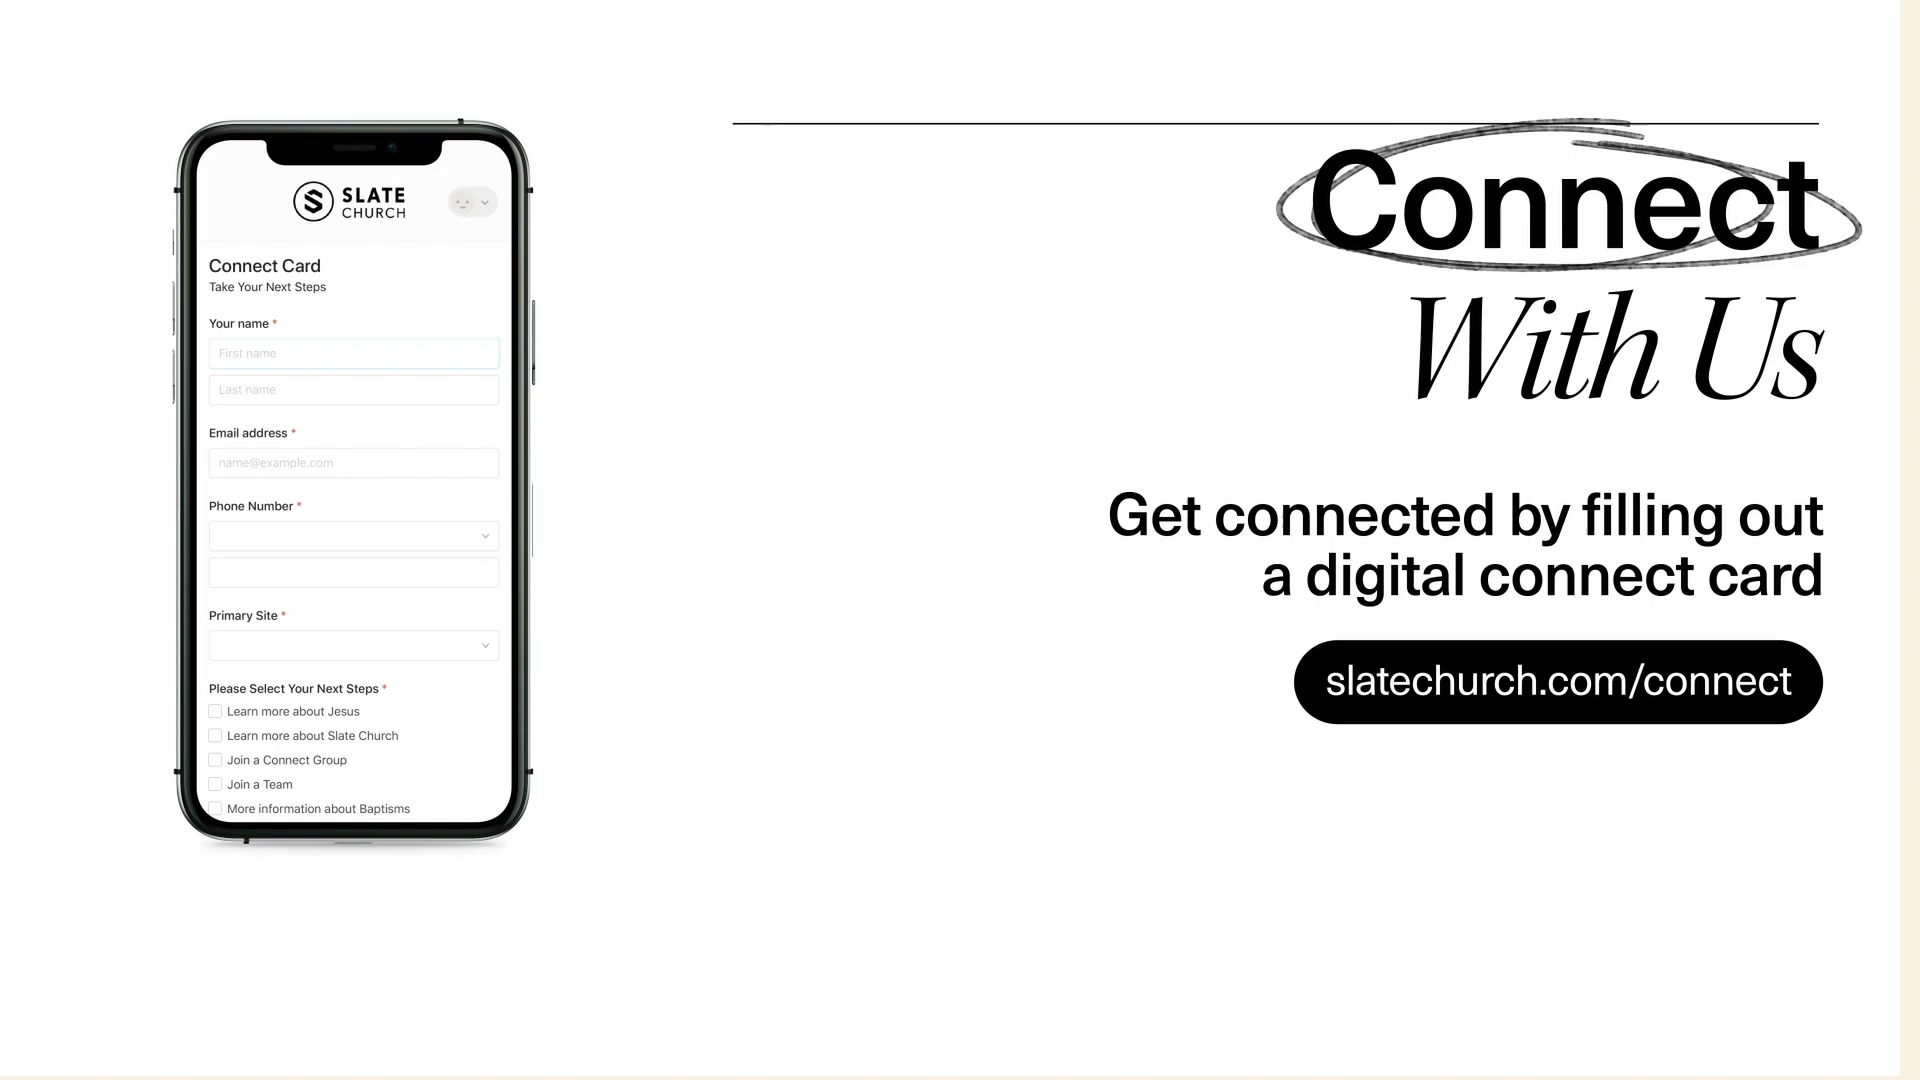 SLATE
CHURCH
Connect Card
Take Your Next Steps
Your name *
First name
Last name
Email address *
name@example.com
Phone Number *
Primary Site *
Please Select Your Next Steps *
Learn more about Jesus
Learn more about Slate Church
Join a Connect Group
Join a Team
More information about Baptisms
Connect
With Us
Get connected by filling out
a digital connect card
slatechurch.com/connect